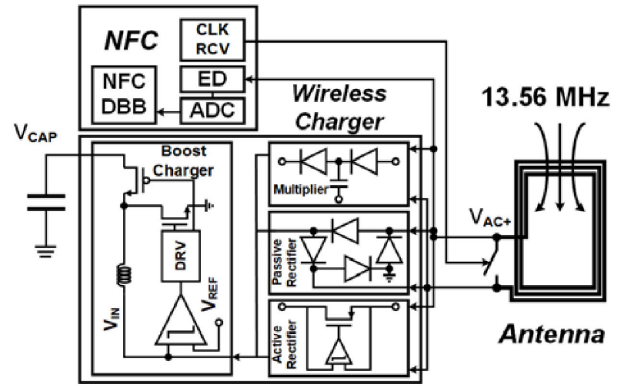 NFC
CLK
RCV
NFC
DBB
ED
ADC
Wireless
Charger
13.56 MHz
VCAP
Boost
Charger
Multiplier
VAC+
Passive
Rectifier
DRV
VREF
VIN
Active
Rectifier
Antenna